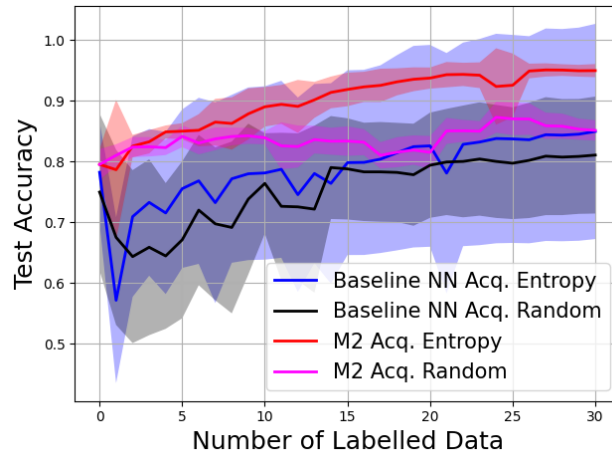 1.0
0.9
0.8
0.7
0.6
0.5
Test Accuracy
Baseline NN Acq. Entropy
Baseline NN Acq. Random
M2 Acq. Entropy
M2 Acq. Random
0 5 10 15 20 25 30
Number of Labelled Data